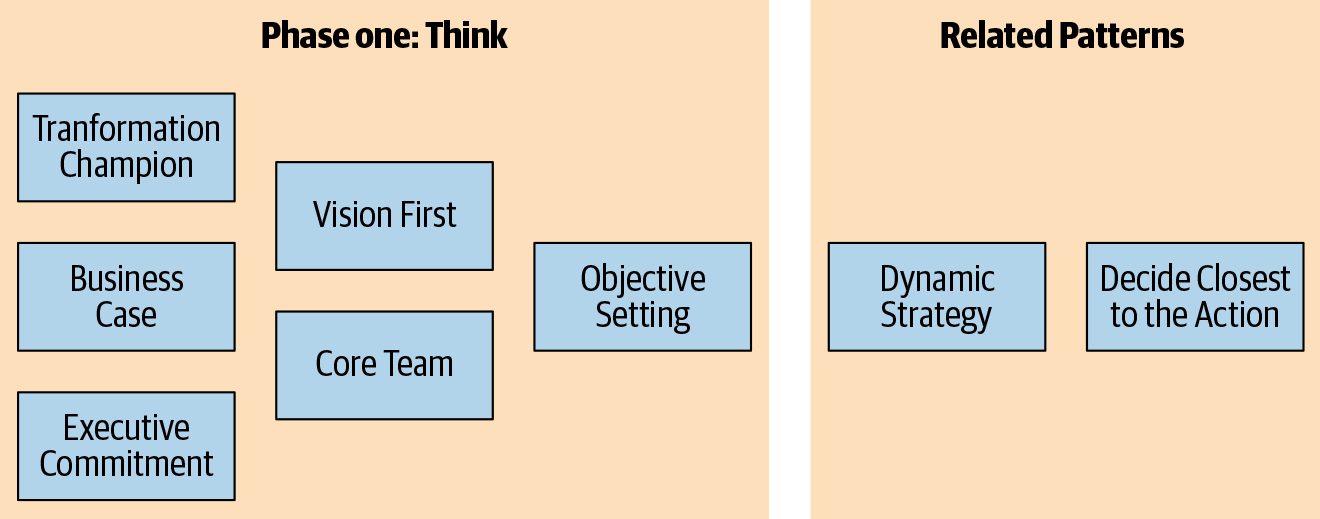 Phase one: Think
Tranformation
Champion
Business
Case
Executive
Commitment
Vision First
Core Team
Objective
Setting
Related Patterns
Dynamic
Strategy
Decide Closest
to the Action